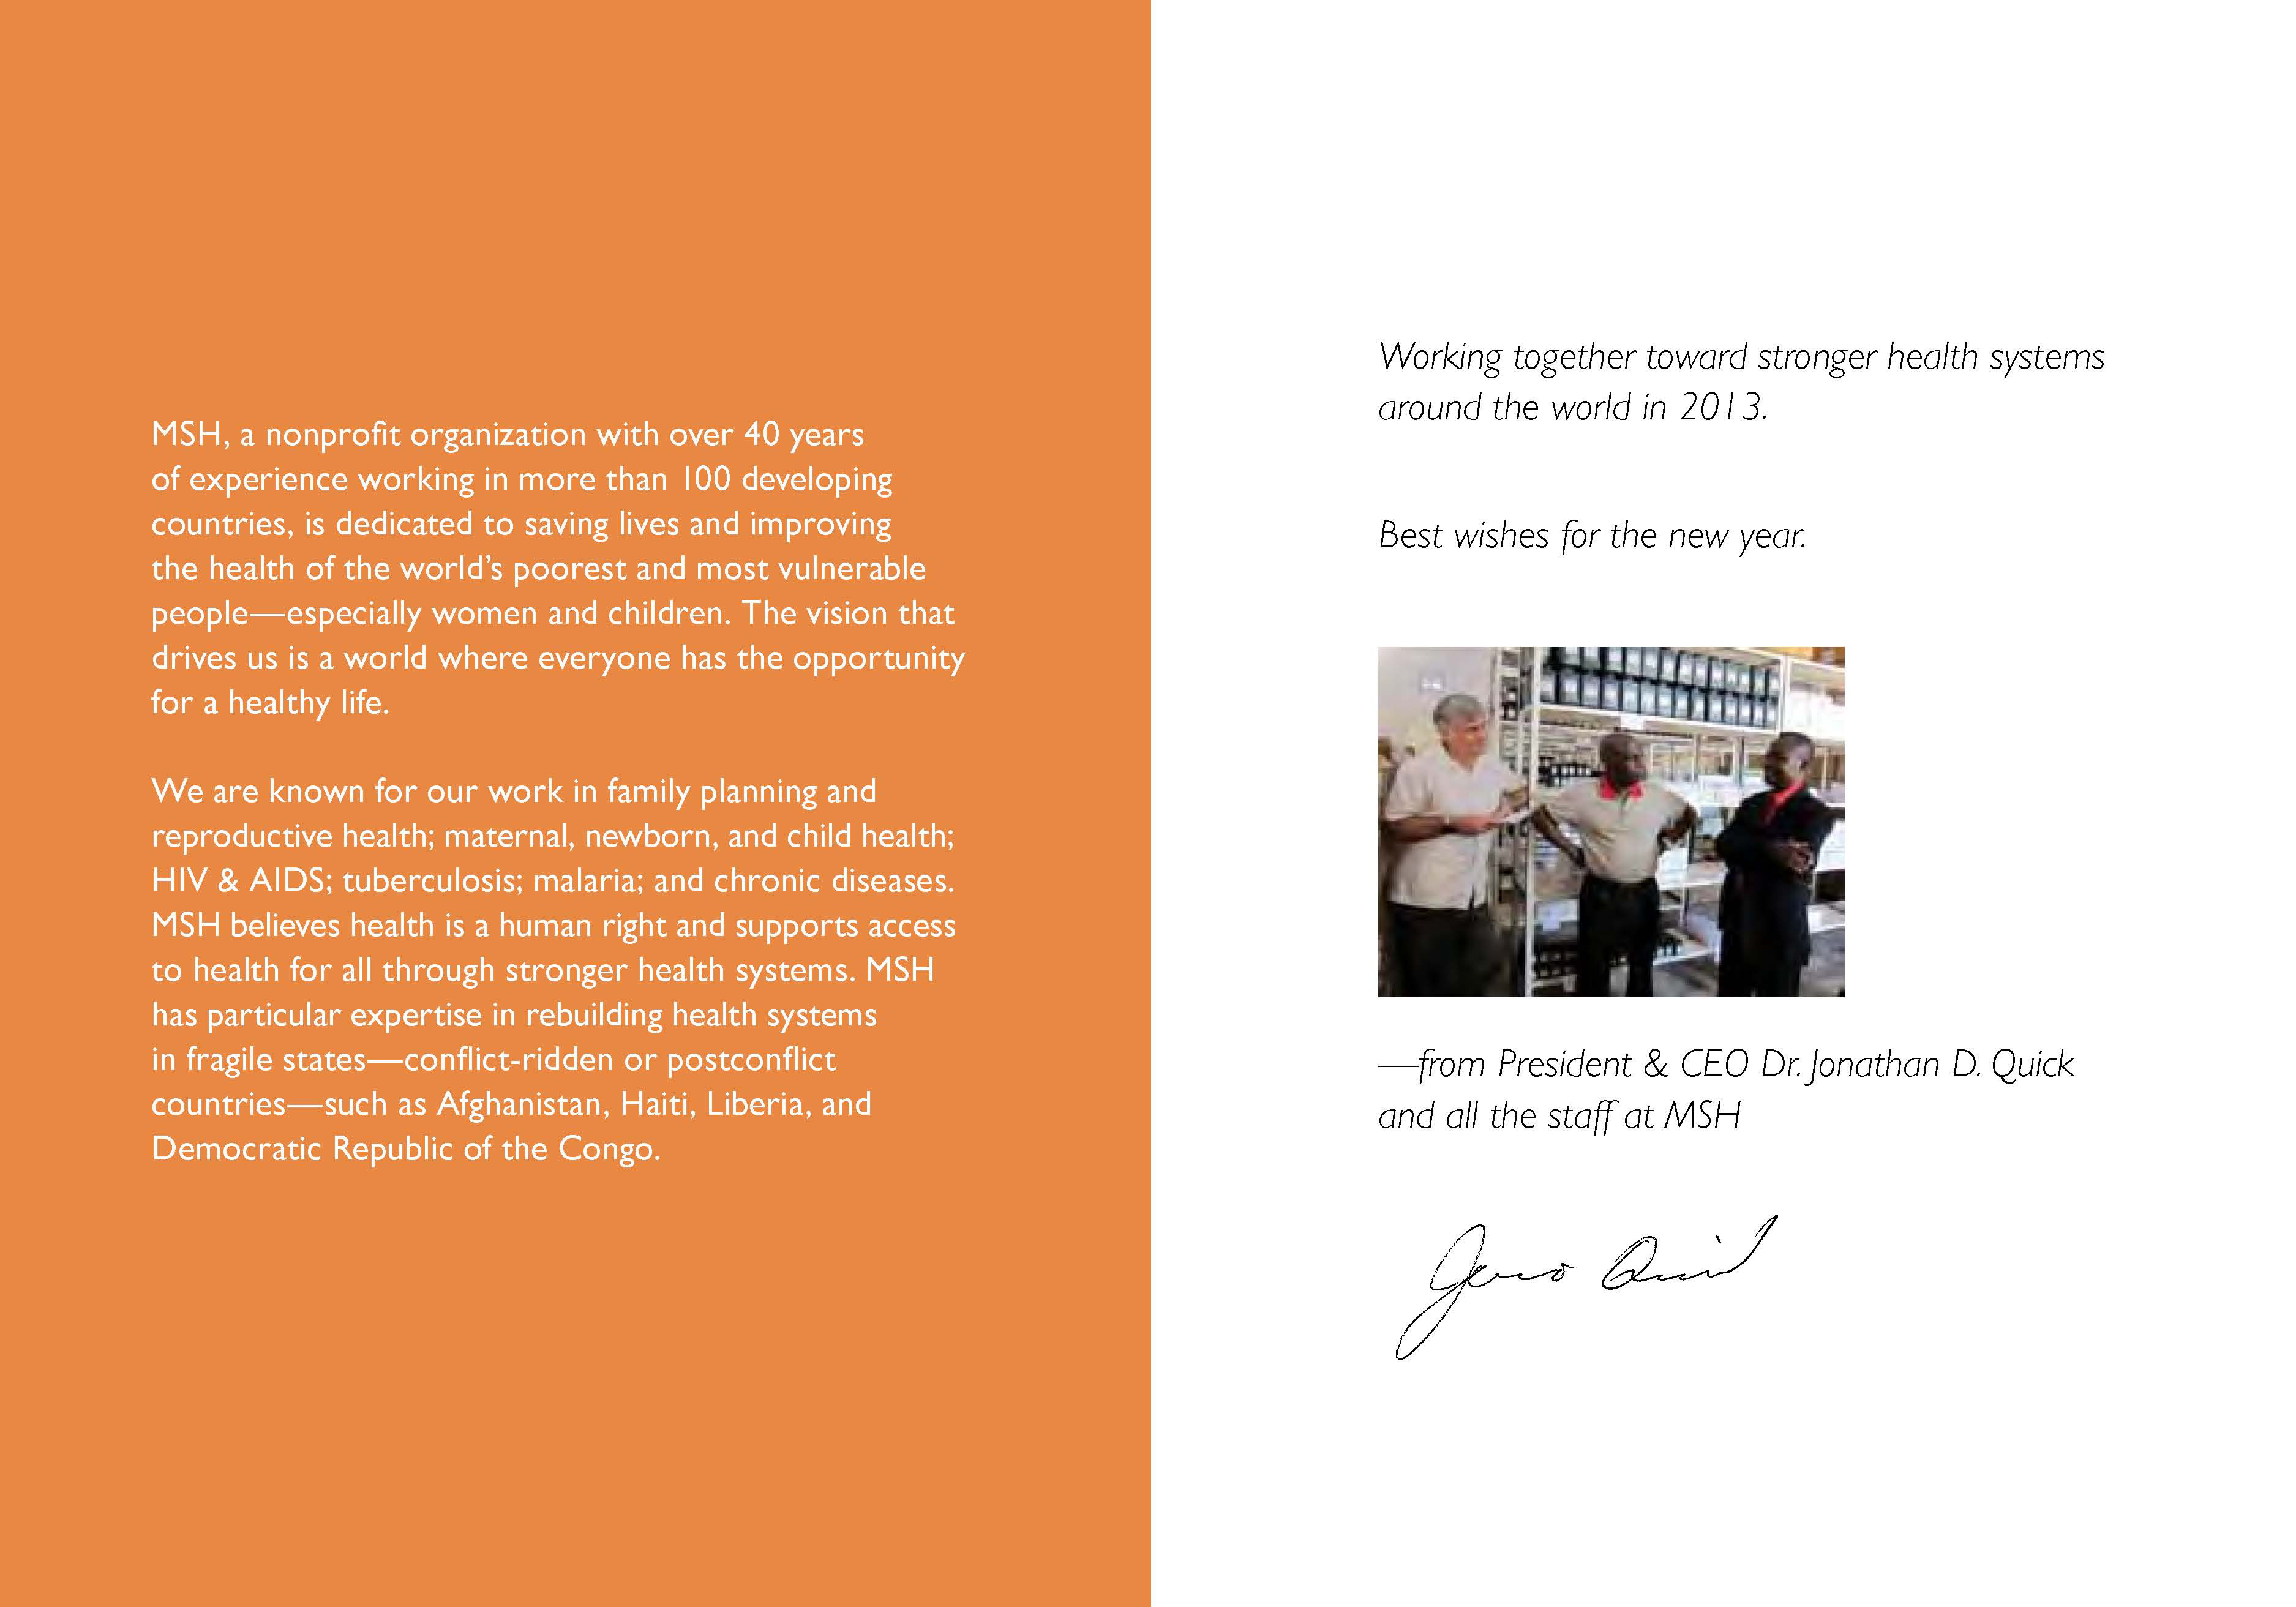 MSH, a nonprofit organization with over 40 years
of experience working in more than 100 developing
countries, is dedicated to saving lives and improving
the health of the world’s poorest and most vulnerable
people—especially women and children. The vision that
drives us is a world where everyone has the opportunity
for a healthy life.
We are known for our work in family planning and
reproductive health; maternal, newborn, and child health;
HIV & AIDS; tuberculosis; malaria; and chronic diseases.
MSH believes health is a human right and supports access
to health for all through stronger health systems. MSH
has particular expertise in rebuilding health systems
in fragile states—conflict-ridden or postconflict
countries—such as Afghanistan, Haiti, Liberia, and
Democratic Republic of the Congo.
Working together toward stronger health systems
around the world in 2013.
Best wishes for the new year.
—from President & CEO Dr. Jonathan D. Quick
and all the staff at MSH